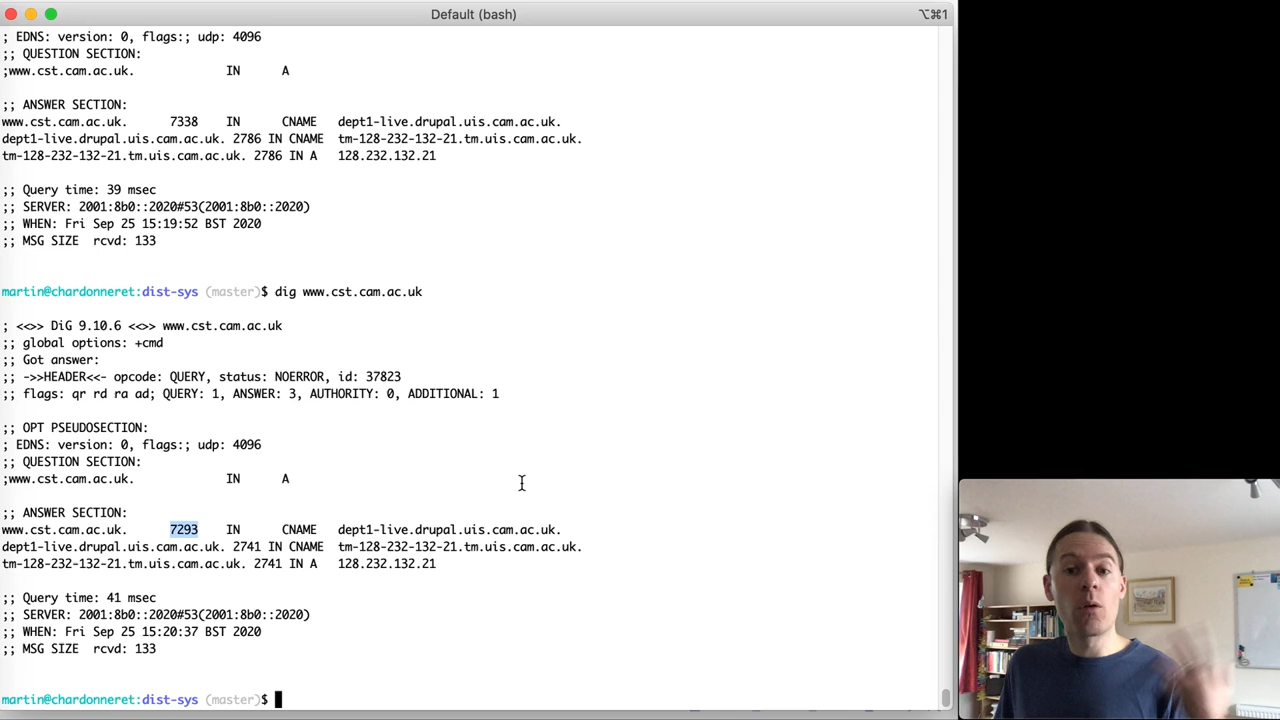 Default (bash)
⌥⌘1
; EDNS: version: 0, flags:; udp: 4096
;; QUESTION SECTION:
;www.cst.cam.ac.uk. IN A
;; ANSWER SECTION:
www.cst.cam.ac.uk. 7338 IN CNAME dept1-live.drupal.uis.cam.ac.uk.
dept1-live.drupal.uis.cam.ac.uk. 2786 IN CNAME tm-128-232-132-21.tm.uis.cam.ac.uk.
tm-128-232-132-21.tm.uis.cam.ac.uk. 2786 IN A 128.232.132.21
;; Query time: 39 msec
;; SERVER: 2001:8b0::2020#53(2001:8b0::2020)
;; WHEN: Fri Sep 25 15:19:52 BST 2020
;; MSG SIZE rcvd: 133
martin@chardonneret:dist-sys (master)$ dig www.cst.cam.ac.uk
; <<>> DiG 9.10.6 <<>> www.cst.cam.ac.uk
;; global options: +cmd
;; Got answer:
;; ->>HEADER<<- opcode: QUERY, status: NOERROR, id: 37823
;; flags: qr rd ra ad; QUERY: 1, ANSWER: 3, AUTHORITY: 0, ADDITIONAL: 1
;; OPT PSEUDOSECTION:
; EDNS: version: 0, flags:; udp: 4096
;; QUESTION SECTION:
;www.cst.cam.ac.uk. IN A
;; ANSWER SECTION:
www.cst.cam.ac.uk. 7293 IN CNAME dept1-live.drupal.uis.cam.ac.uk.
dept1-live.drupal.uis.cam.ac.uk. 2741 IN CNAME tm-128-232-132-21.tm.uis.cam.ac.uk.
tm-128-232-132-21.tm.uis.cam.ac.uk. 2741 IN A 128.232.132.21
;; Query time: 41 msec
;; SERVER: 2001:8b0::2020#53(2001:8b0::2020)
;; WHEN: Fri Sep 25 15:20:37 BST 2020
;; MSG SIZE rcvd: 133
martin@chardonneret:dist-sys (master)$